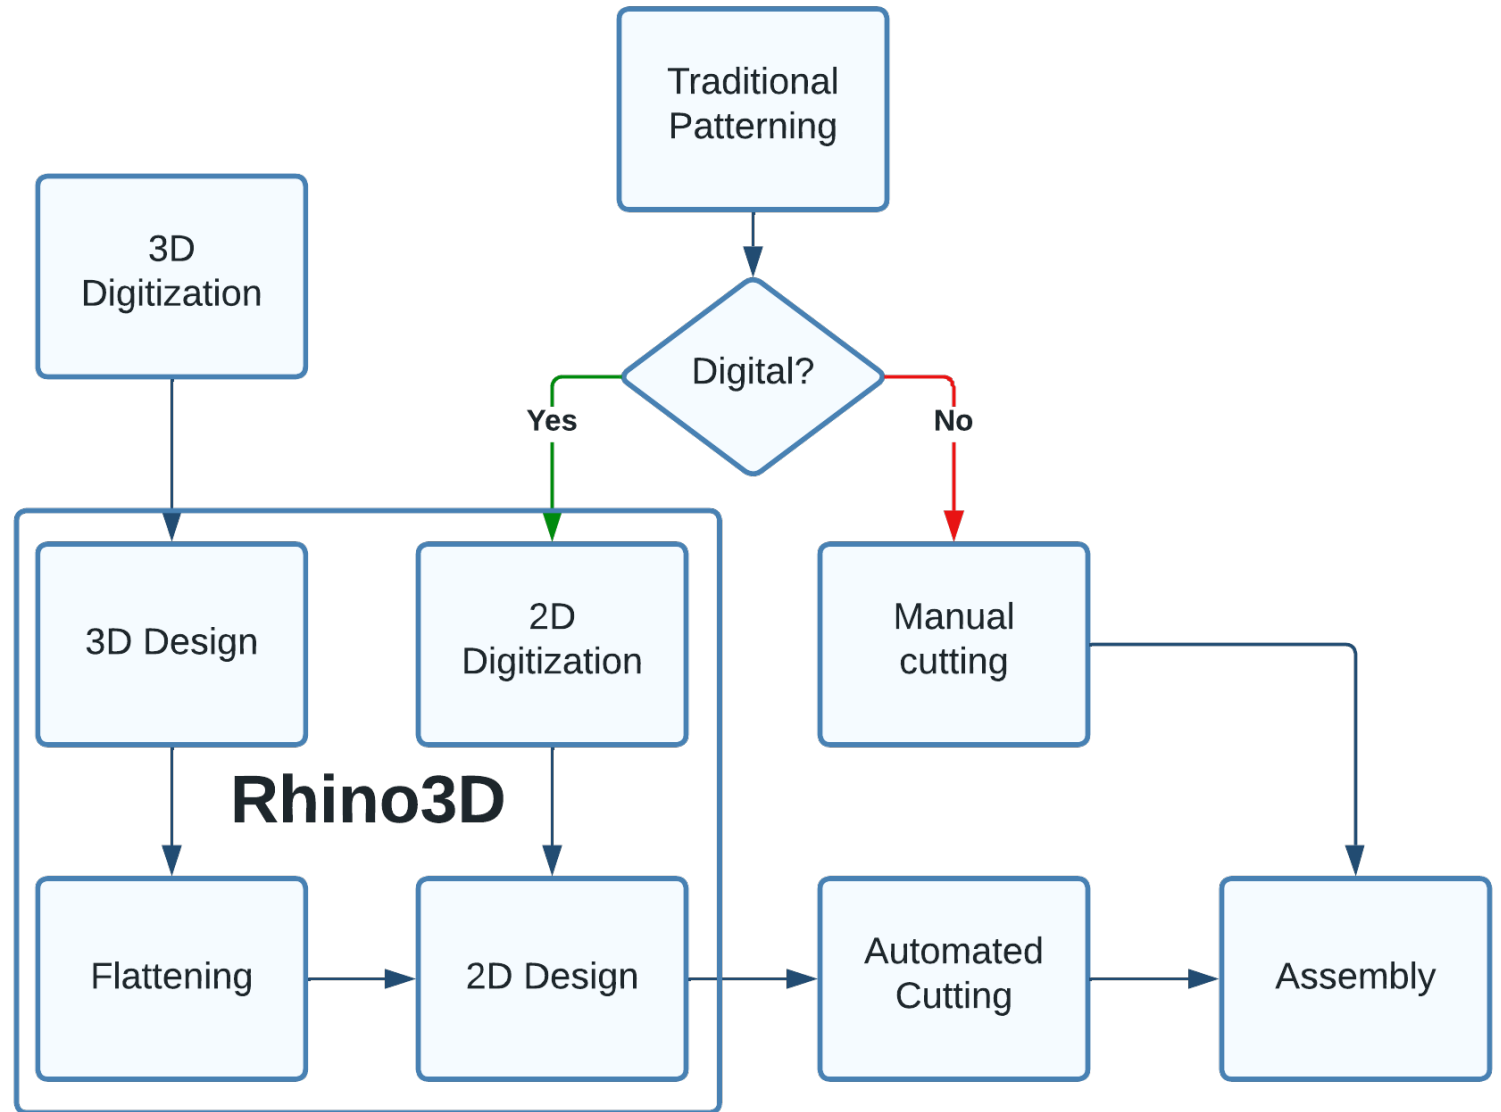 Traditional
Patterning
3D
Digitization
Digital?
Yes
No
3D Design
2D
Digitization
Manual
cutting
Rhino3D
Flattening
2D Design
Automated
Cutting
Assembly